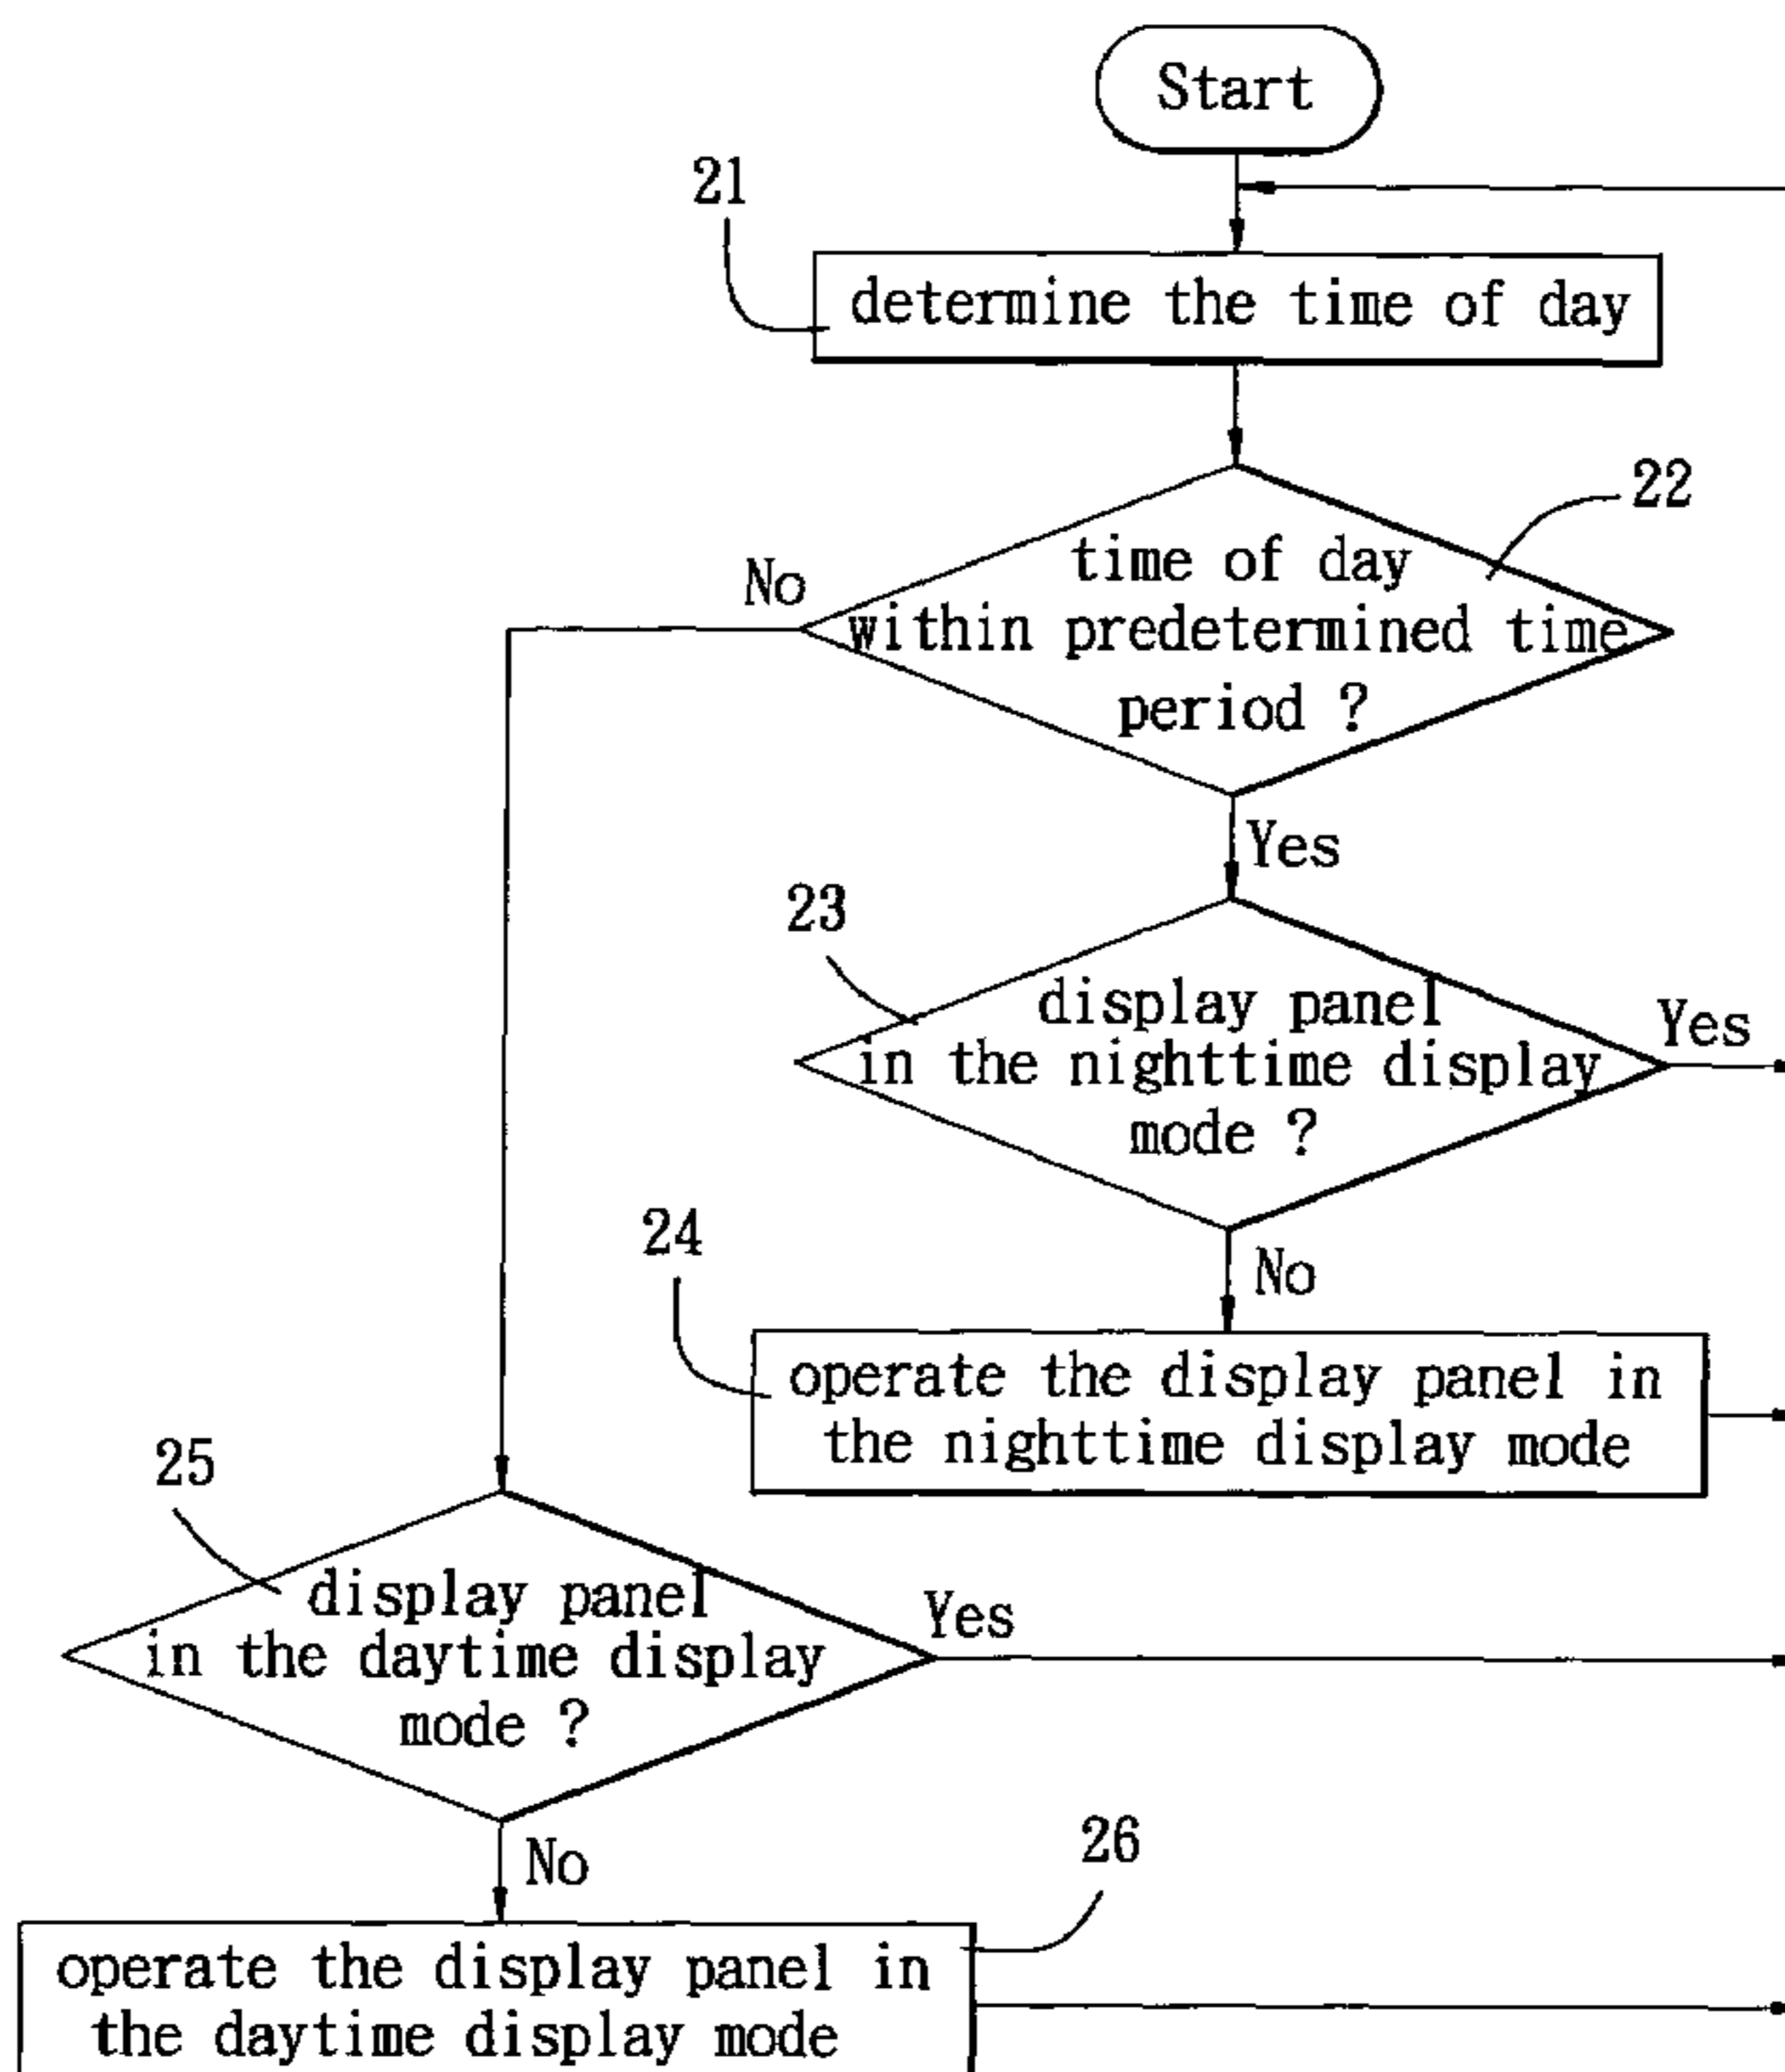 Start
21
determine the time of day
22
time of day
within predetermined time
period ?
No
Yes
23
display panel
in the nighttime display
mode ?
Yes
No
24
operate the display panel in
the nighttime display mode
25
display panel
in the daytime display
mode ?
Yes
No
26
operate the display panel in
the daytime display mode